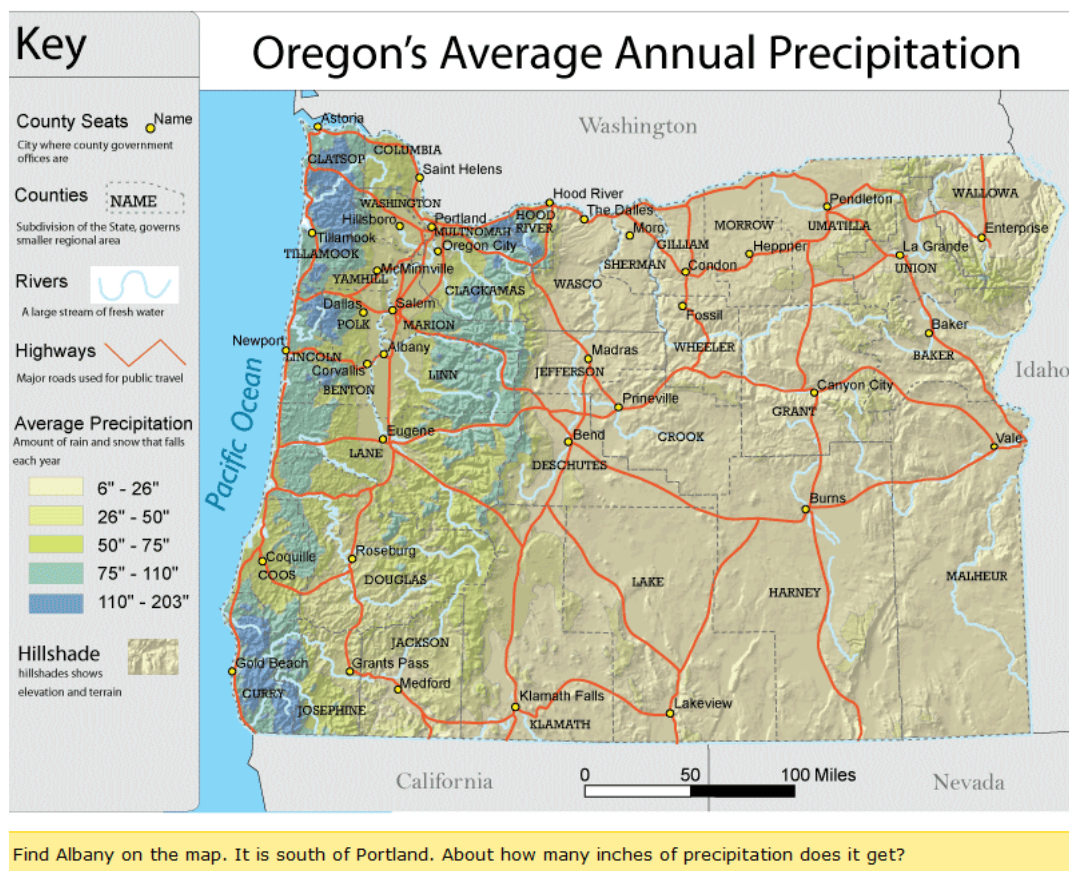 Key
Oregon's Average Annual Precipitation
County Seats
Name
City where county government
offices are
Counties
NAME
Subdivision of the State, governs
smaller regional area
Rivers
A large stream of fresh water
Highways
Major roads used for public travel
Average Precipitation
Amount of rain and snow that falls
each year
6" - 26"
26" - 50"
50" - 75"
75" - 110"
110" - 203"
Hillshade
hillshades shows
elevation and terrain
Washington
Astoria
COLUMBIA
CLATSOP
Saint Helens
WASHINGTON
Hood River
The Dalles
Hillsboro
Portland
HOOD
RIVER
MULTNOMAH
Tillamook
Oregon City
TILLAMOOK
Moro
MORROW
Pendleton
UMATILLA
WALLOWA
Enterprise
GILLIAM
Heppner
La Grande
UNION
McMinnville
YAMHILL
SHERMAN
Condon
CLACKAMAS
WASCO
Dallas
Salem
POLK
MARION
Fossil
Baker
BAKER
Newport
LINCOLN
Albany
Corvallis
LINN
BENTON
Madras
JEFFERSON
WHEELER
Idaho
Pacific Ocean
Prineville
Canyon City
GRANT
Eugene
LANE
Bend
CROOK
DESCHUTES
Vale
Burns
Coquille
COOS
Roseburg
DOUGLAS
LAKE
HARNEY
MALHEUR
JACKSON
Gold Beach
CURRY
Grants Pass
Medford
JOSEPHINE
Klamath Falls
KLAMATH
Lakeview
California
0 50 100 Miles
Nevada
Find Albany on the map. It is south of Portland. About how many inches of precipitation does it get?